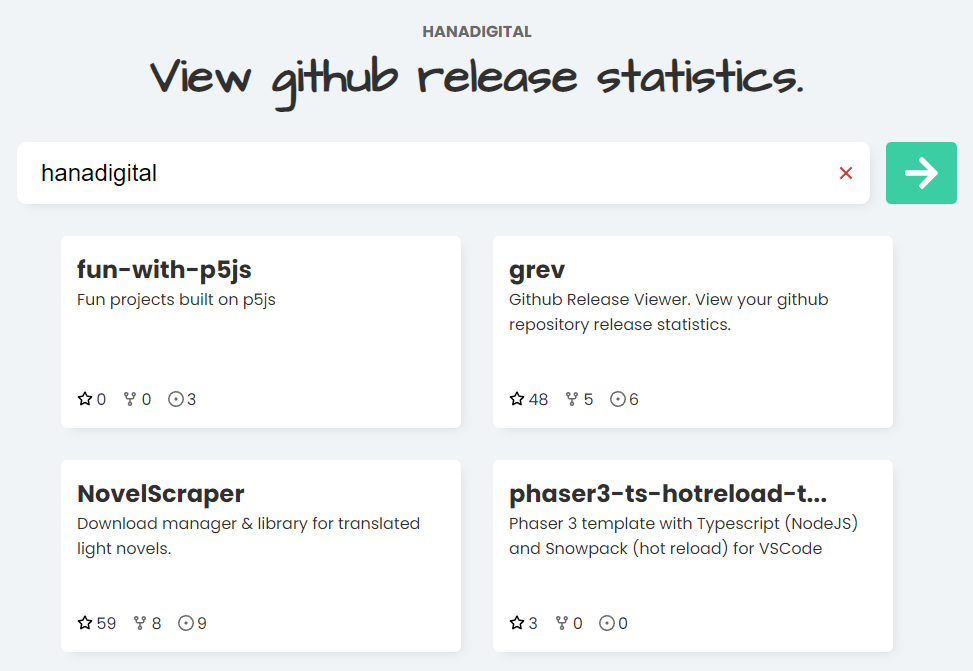 HANADIGITAL
View github release statistics.
hanadigital
fun-with-p5js
Fun projects built on p5js
0 0 3
grev
Github Release Viewer. View your github
repository release statistics.
48 5 6
NovelScraper
Download manager & library for translated
light novels.
59 8 9
phaser3-ts-hotreload-t...
Phaser 3 template with Typescript (NodeJS)
and Snowpack (hot reload) for VSCode
3 0 0